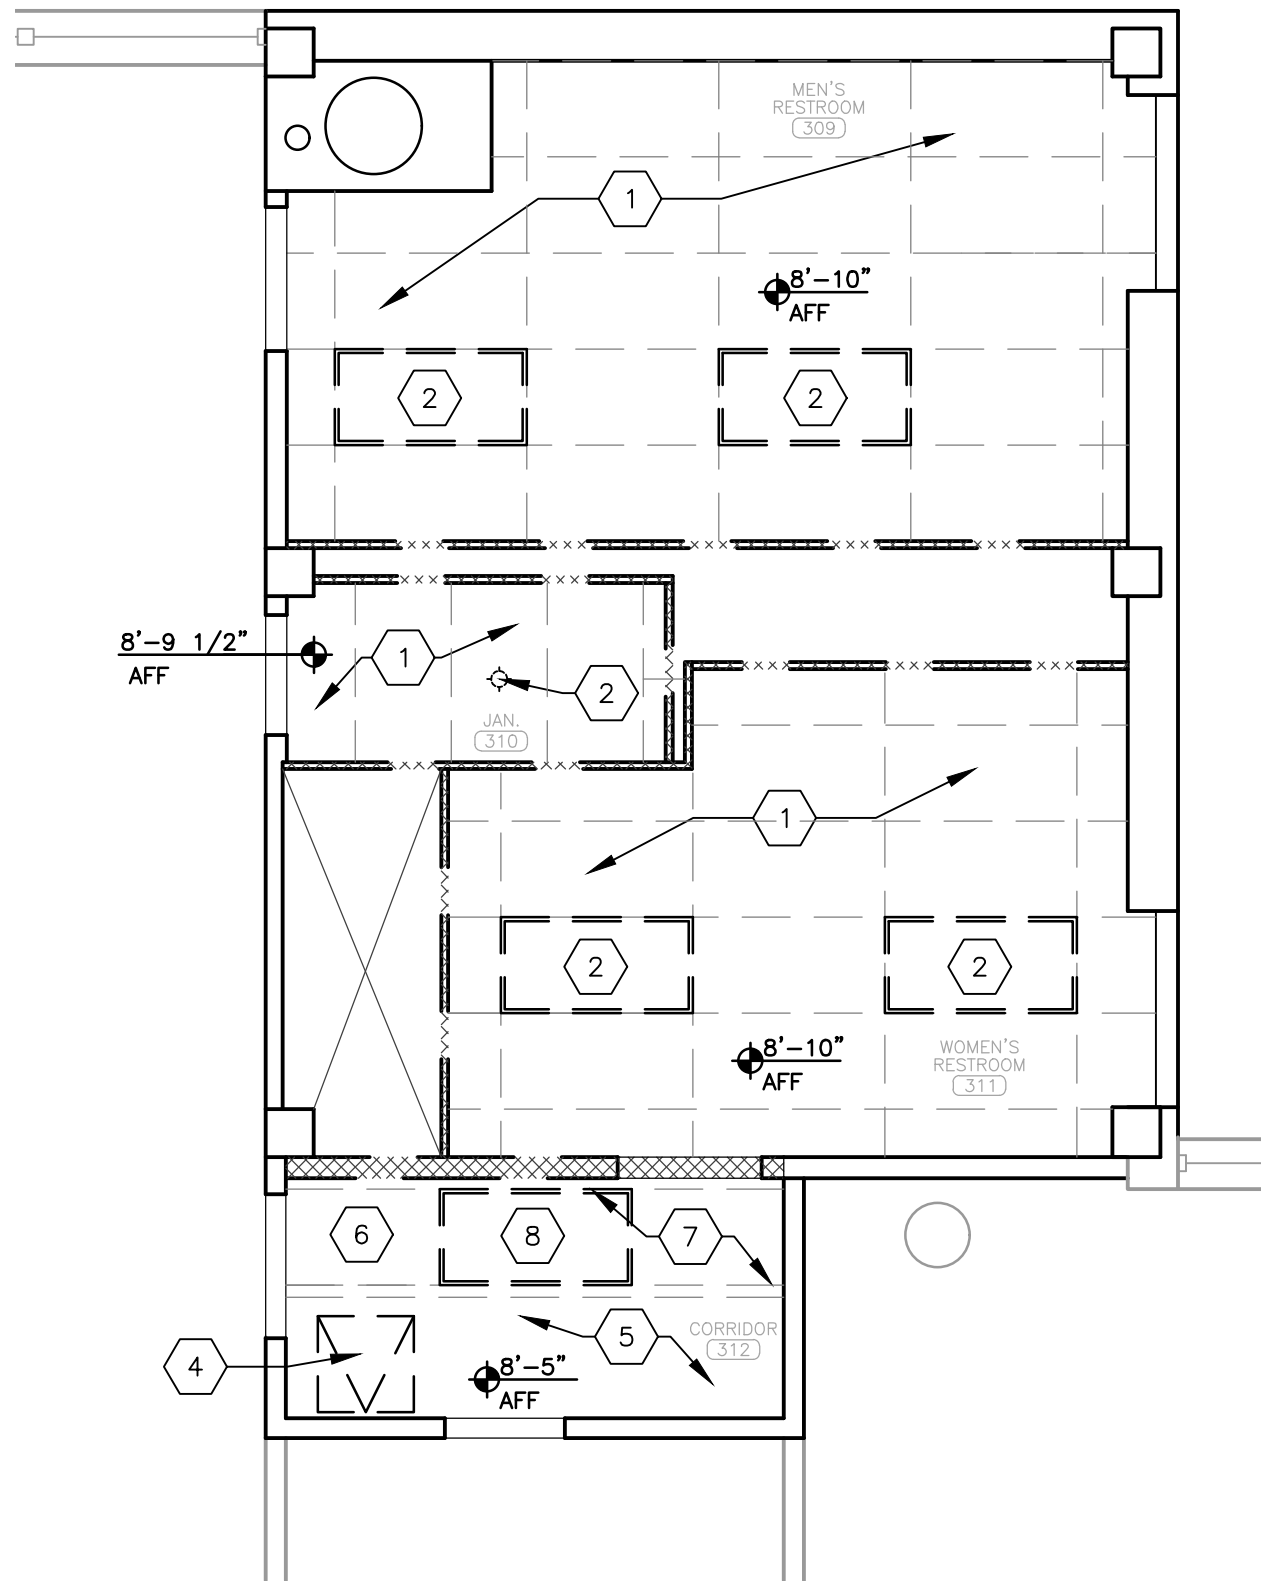 MEN'S
RESTROOM
309
1
8'-10"
AFF
2
2
8'-9 1/2"
AFF
1
2
JAN.
310
1
2
2
8'-10"
AFF
WOMEN'S
RESTROOM
311
6
8
7
5
CORRIDOR
312
4
8'-5"
AFF